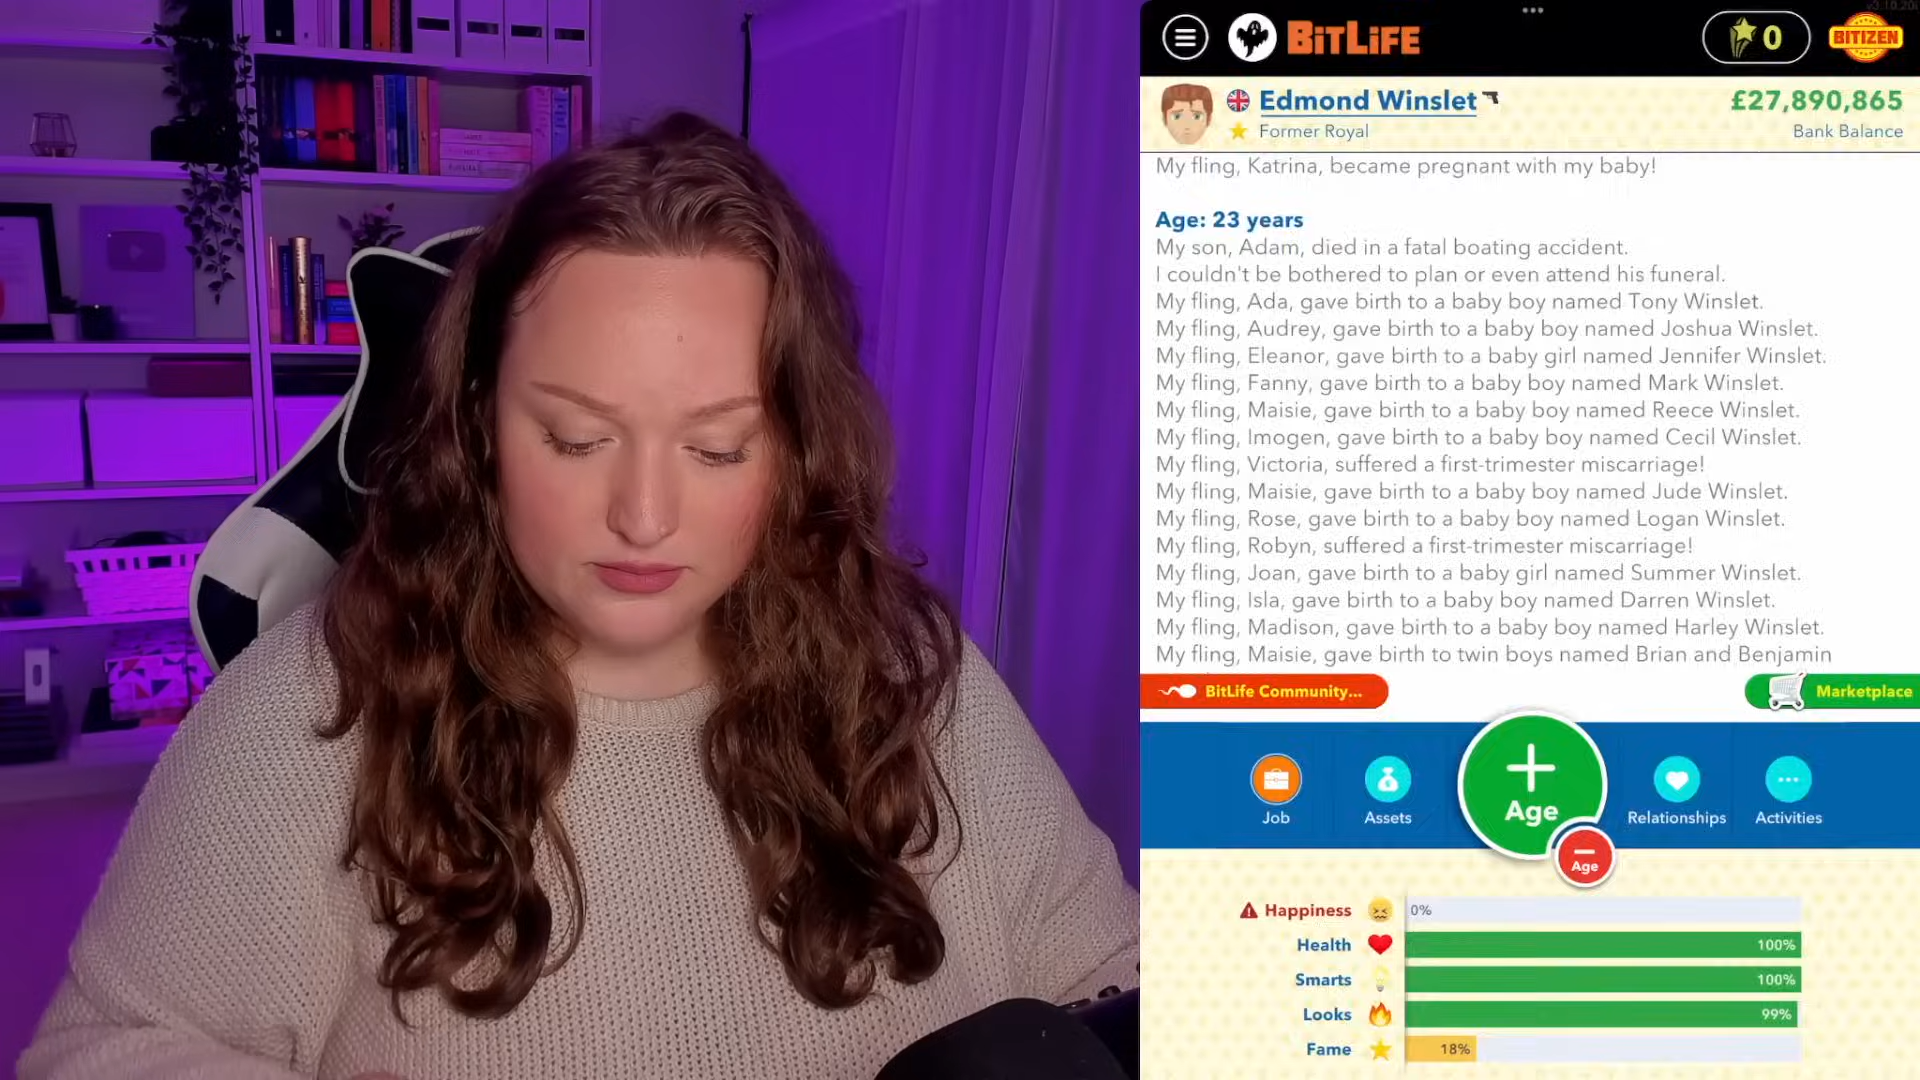 v3.10.20
BITLIFE
0
BITIZEN
Edmond Winslet
£27,890,865
Former Royal
Bank Balance
My fling, Katrina, became pregnant with my baby!
Age: 23 years
My son, Adam, died in a fatal boating accident.
I couldn't be bothered to plan or even attend his funeral.
My fling, Ada, gave birth to a baby boy named Tony Winslet.
My fling, Audrey, gave birth to a baby boy named Joshua Winslet.
My fling, Eleanor, gave birth to a baby girl named Jennifer Winslet.
My fling, Fanny, gave birth to a baby boy named Mark Winslet.
My fling, Maisie, gave birth to a baby boy named Reece Winslet.
My fling, Imogen, gave birth to a baby boy named Cecil Winslet.
My fling, Victoria, suffered a first-trimester miscarriage!
My fling, Maisie, gave birth to a baby boy named Jude Winslet.
My fling, Rose, gave birth to a baby boy named Logan Winslet.
My fling, Robyn, suffered a first-trimester miscarriage!
My fling, Joan, gave birth to a baby girl named Summer Winslet.
My fling, Isla, gave birth to a baby boy named Darren Winslet.
My fling, Madison, gave birth to a baby boy named Harley Winslet.
My fling, Maisie, gave birth to twin boys named Brian and Benjamin
BitLife Community...
Marketplace
Job
Assets
Age
Relationships
Activities
Age
Happiness
0%
Health
100%
Smarts
100%
Looks
99%
Fame
18%